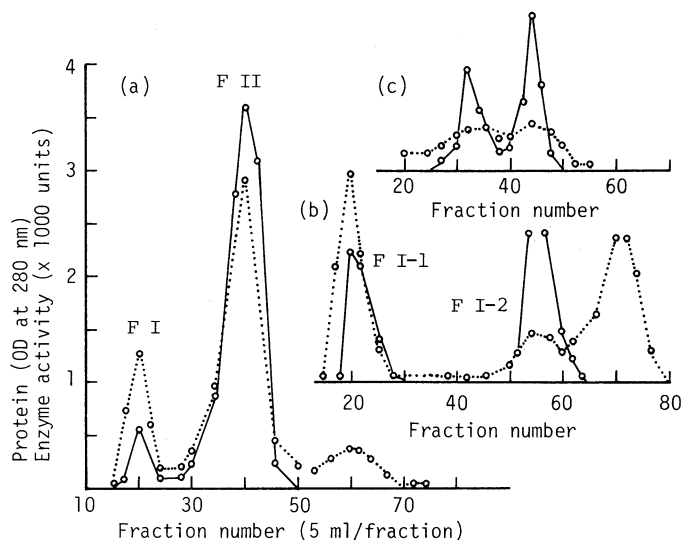 4
3
2
1
Protein (OD at 280 nm)
Enzyme activity (x 1000 units)
(a)
F I
F II
10 30 50 70
Fraction number (5 ml/fraction)
(c)
20 40 60
Fraction number
(b)
F I-1
F I-2
20 40 60 80
Fraction number